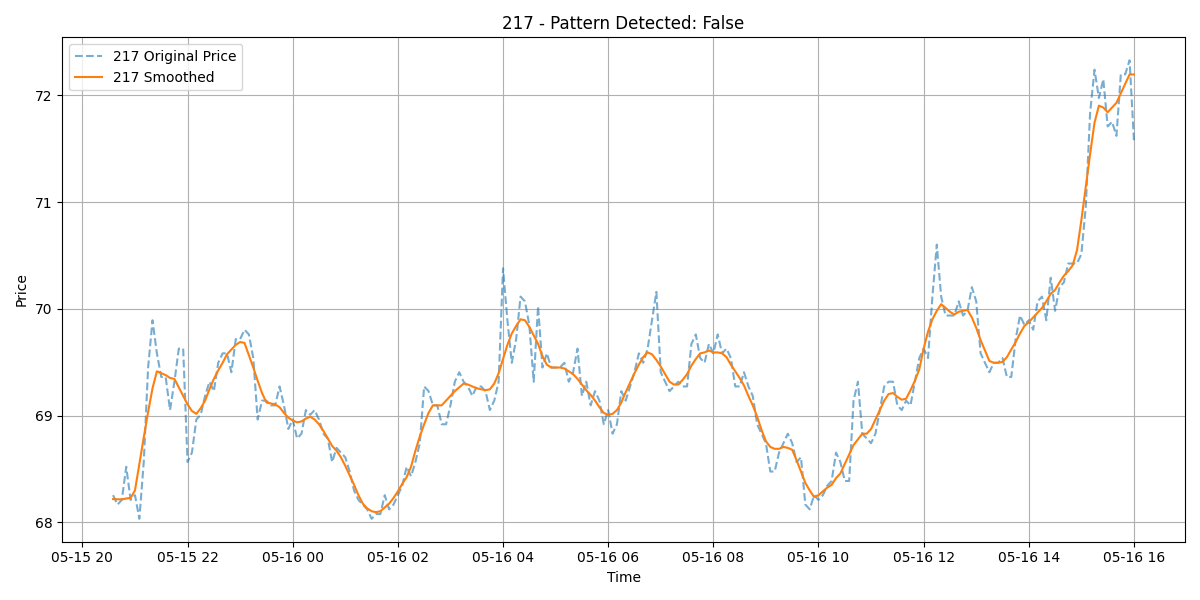 217 - Pattern Detected: False
217 Original Price
217 Smoothed
Price
72
71
70
69
68
05-15 20 05-15 22 05-16 00 05-16 02 05-16 04 05-16 06 05-16 08 05-16 10 05-16 12 05-16 14 05-16 16
Time